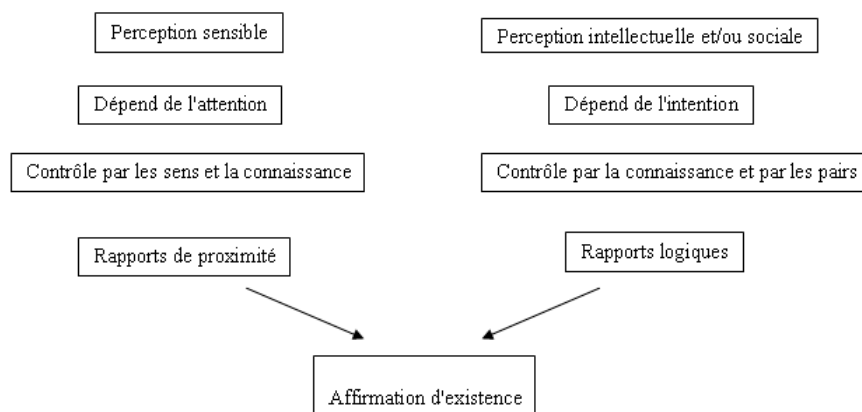 Perception sensible
Perception intellectuelle et/ou sociale
Dépend de l'attention
Dépend de l'intention
Contrôle par les sens et la connaissance
Contrôle par la connaissance et par les pairs
Rapports de proximité
Rapports logiques
Affirmation d'existence